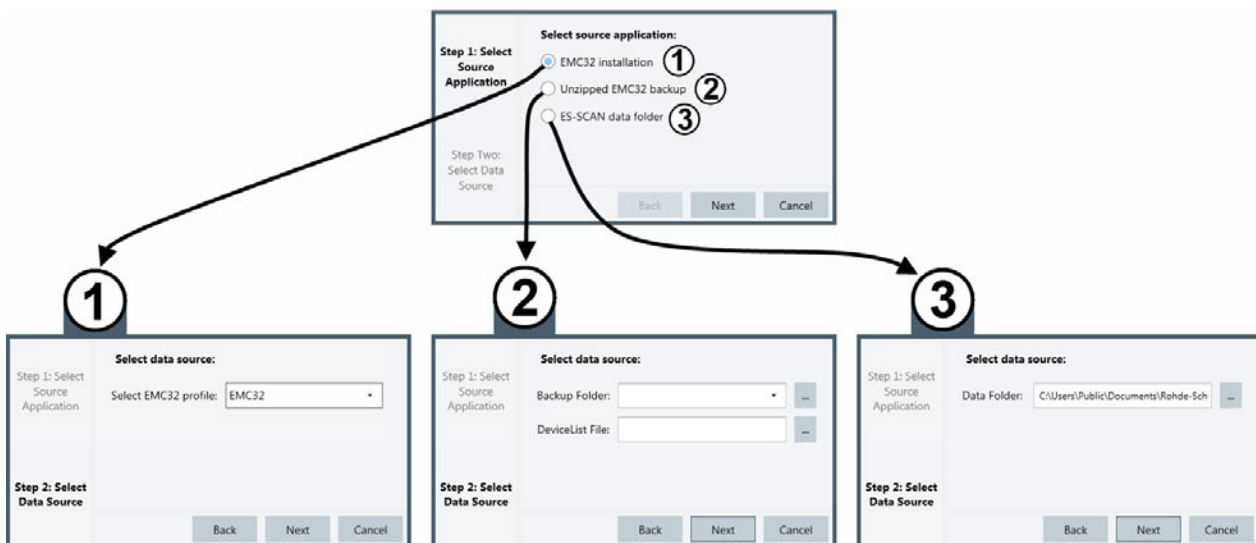 Select source application:
Step 1: Select
Source
Application
EMC32 installation 1
Unzipped EMC32 backup 2
ES-SCAN data folder 3
Step Two:
Select Data
Source
Back Next Cancel
1
Select data source:
Step 1: Select
Source
Application
Select EMC32 profile: EMC32
Step 2: Select
Data Source
Back Next Cancel
2
Select data source:
Step 1: Select
Source
Application
Backup Folder: ...
DeviceList File: ...
Step 2: Select
Data Source
Back Next Cancel
3
Select data source:
Step 1: Select
Source
Application
Data Folder: C:\Users\Public\Documents\Rohde-Sch ...
Step 2: Select
Data Source
Back Next Cancel